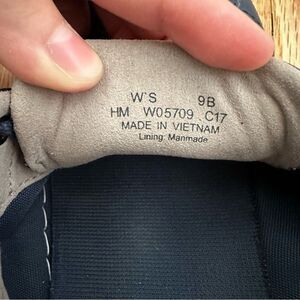 W'S 9B
HM W05709 C17
MADE IN VIETNAM
Lining: Manmade